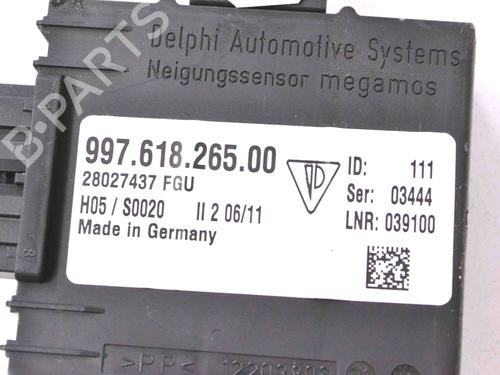 Delphi Automotive Systems
Neigungssensor megamos
997.618.265.00
28027437 FGU
H05 / S0020 II 2 06/11
Made in Germany
ID: 111
Ser: 03444
LNR: 039100
>PP<
B-PARTS
8